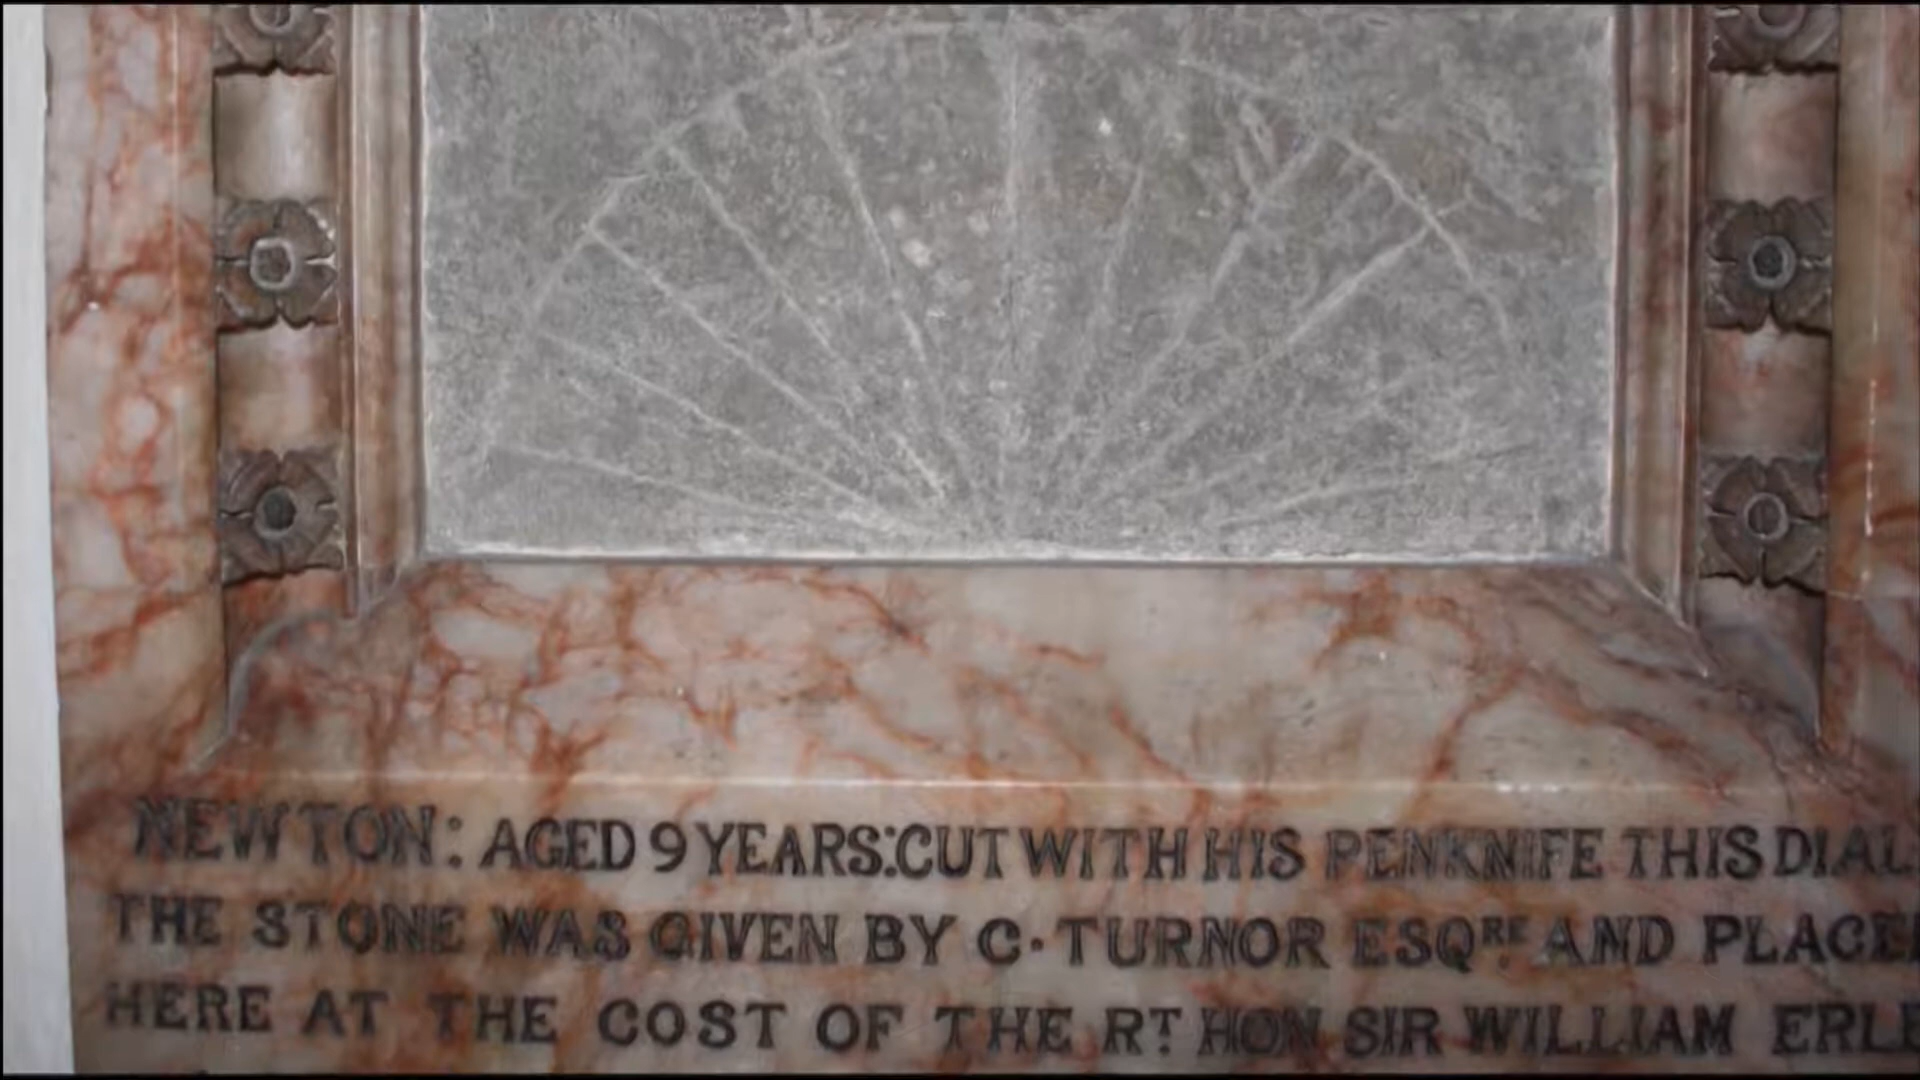 NEWTON: AGED 9 YEARS: CUT WITH HIS PENKNIFE THIS DIAL
THE STONE WAS GIVEN BY C. TURNOR ESQRE AND PLACE
HERE AT THE COST OF THE RT HON SIR WILLIAM ERLE